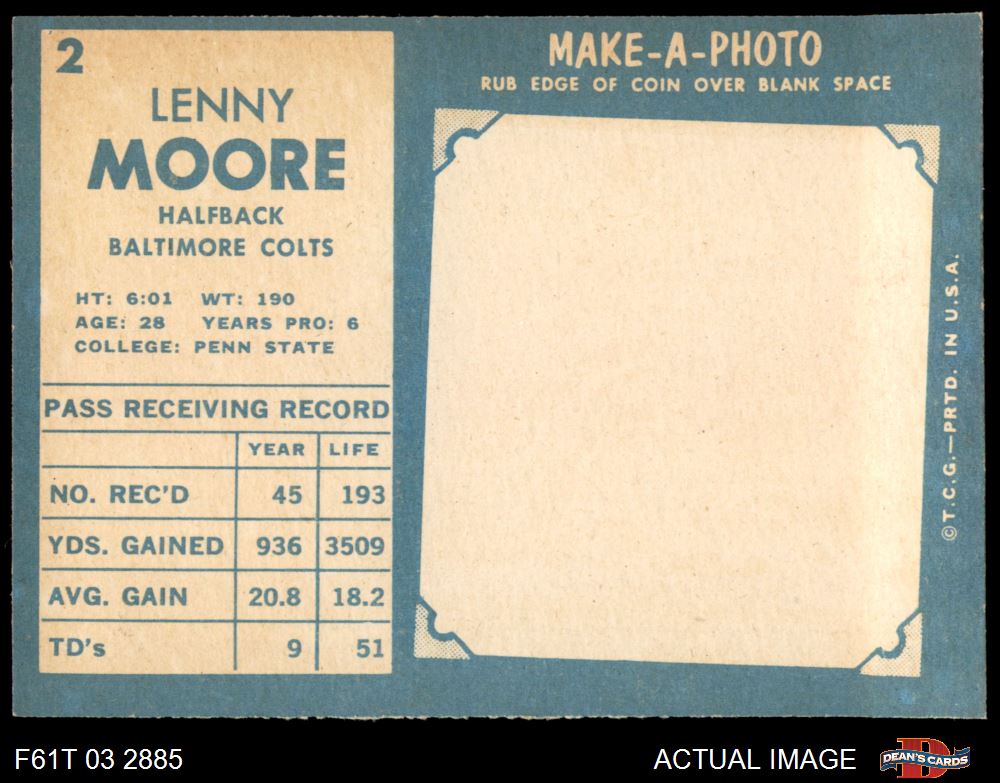 2
LENNY
MOORE
HALFBACK
BALTIMORE COLTS
HT: 6:01 WT: 190
AGE: 28 YEARS PRO: 6
COLLEGE: PENN STATE
PASS RECEIVING RECORD
YEAR LIFE
NO. REC'D 45 193
YDS. GAINED 936 3509
AVG. GAIN 20.8 18.2
TD's 9 51
MAKE-A-PHOTO
RUB EDGE OF COIN OVER BLANK SPACE
©T.C.G.—PRTD. IN U.S.A.
F61T 03 2885
ACTUAL IMAGE
D
DEAN'S CARDS